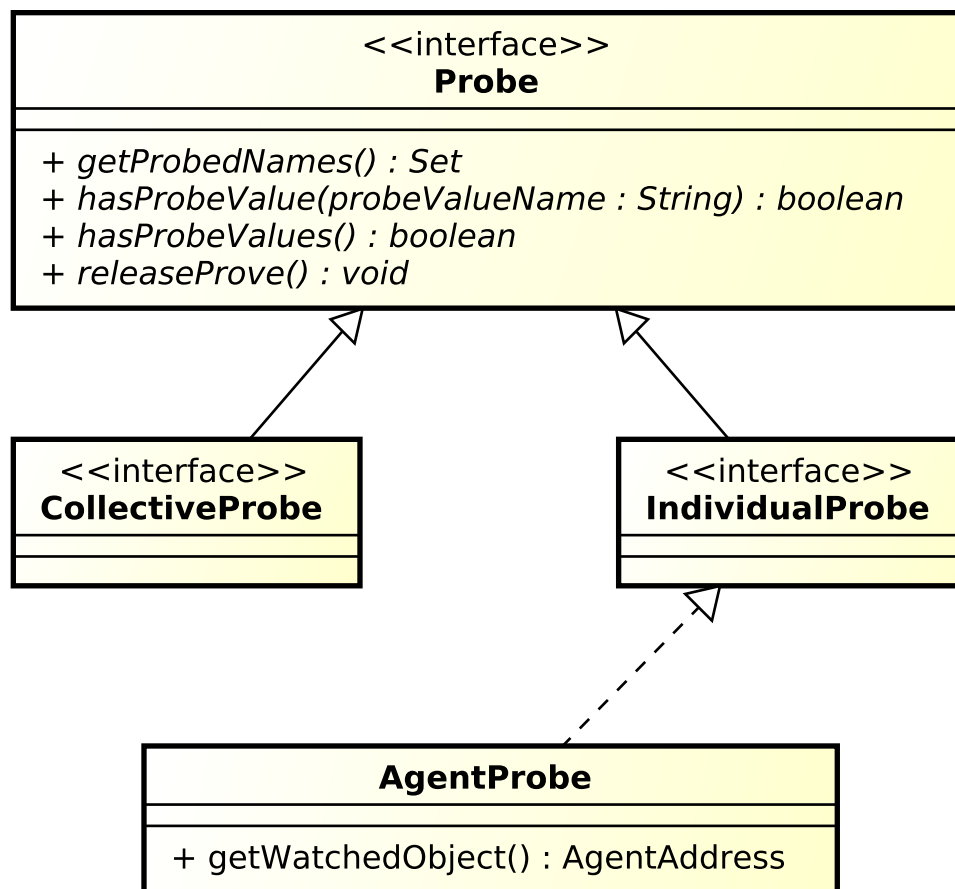 <<interface>>
Probe
+ getProbedNames() : Set
+ hasProbeValue(probeValueName : String) : boolean
+ hasProbeValues() : boolean
+ releaseProve() : void
<<interface>>
CollectiveProbe
<<interface>>
IndividualProbe
AgentProbe
+ getWatchedObject() : AgentAddress